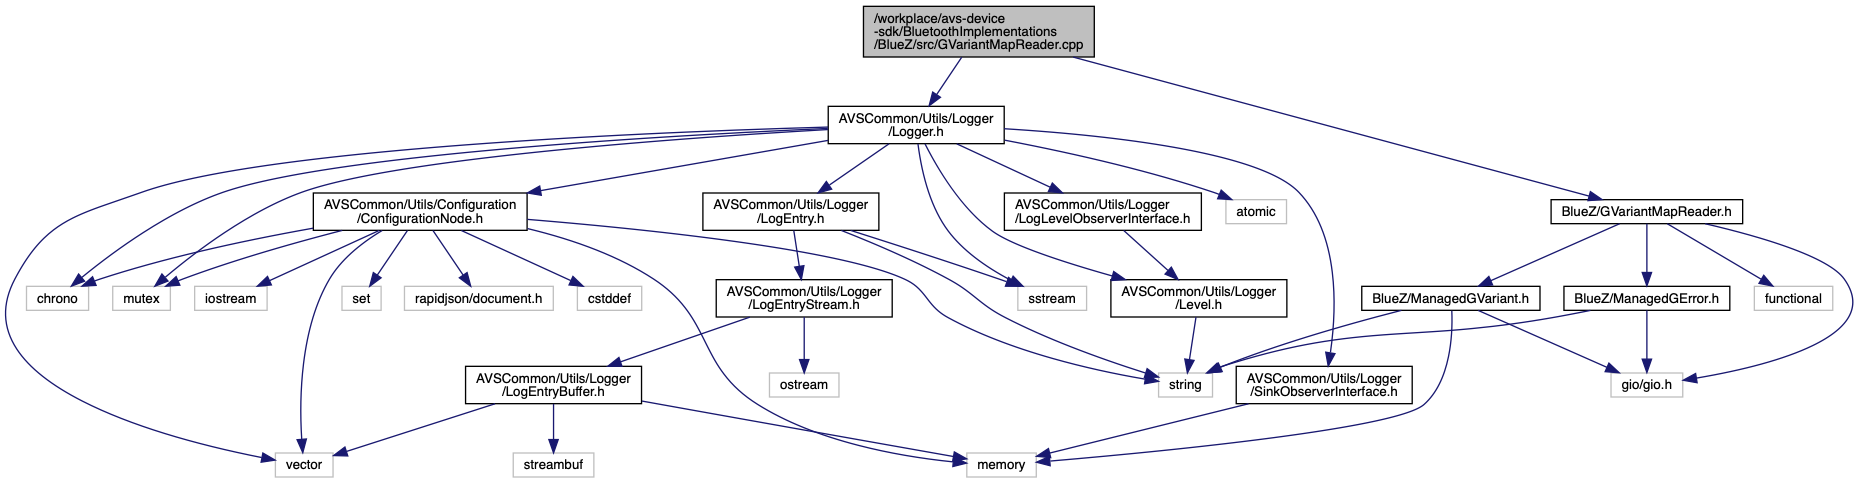 /workplace/avs-device
-sdk/BluetoothImplementations
/BlueZ/src/GVariantMapReader.cpp
AVSCommon/Utils/Logger
/Logger.h
AVSCommon/Utils/Configuration
/ConfigurationNode.h
AVSCommon/Utils/Logger
/LogEntry.h
AVSCommon/Utils/Logger
/LogLevelObserverInterface.h
atomic
BlueZ/GVariantMapReader.h
chrono
mutex
iostream
set
rapidjson/document.h
cstddef
AVSCommon/Utils/Logger
/LogEntryStream.h
sstream
AVSCommon/Utils/Logger
/Level.h
BlueZ/ManagedGVariant.h
BlueZ/ManagedGError.h
functional
AVSCommon/Utils/Logger
/LogEntryBuffer.h
ostream
string
AVSCommon/Utils/Logger
/SinkObserverInterface.h
gio/gio.h
vector
streambuf
memory